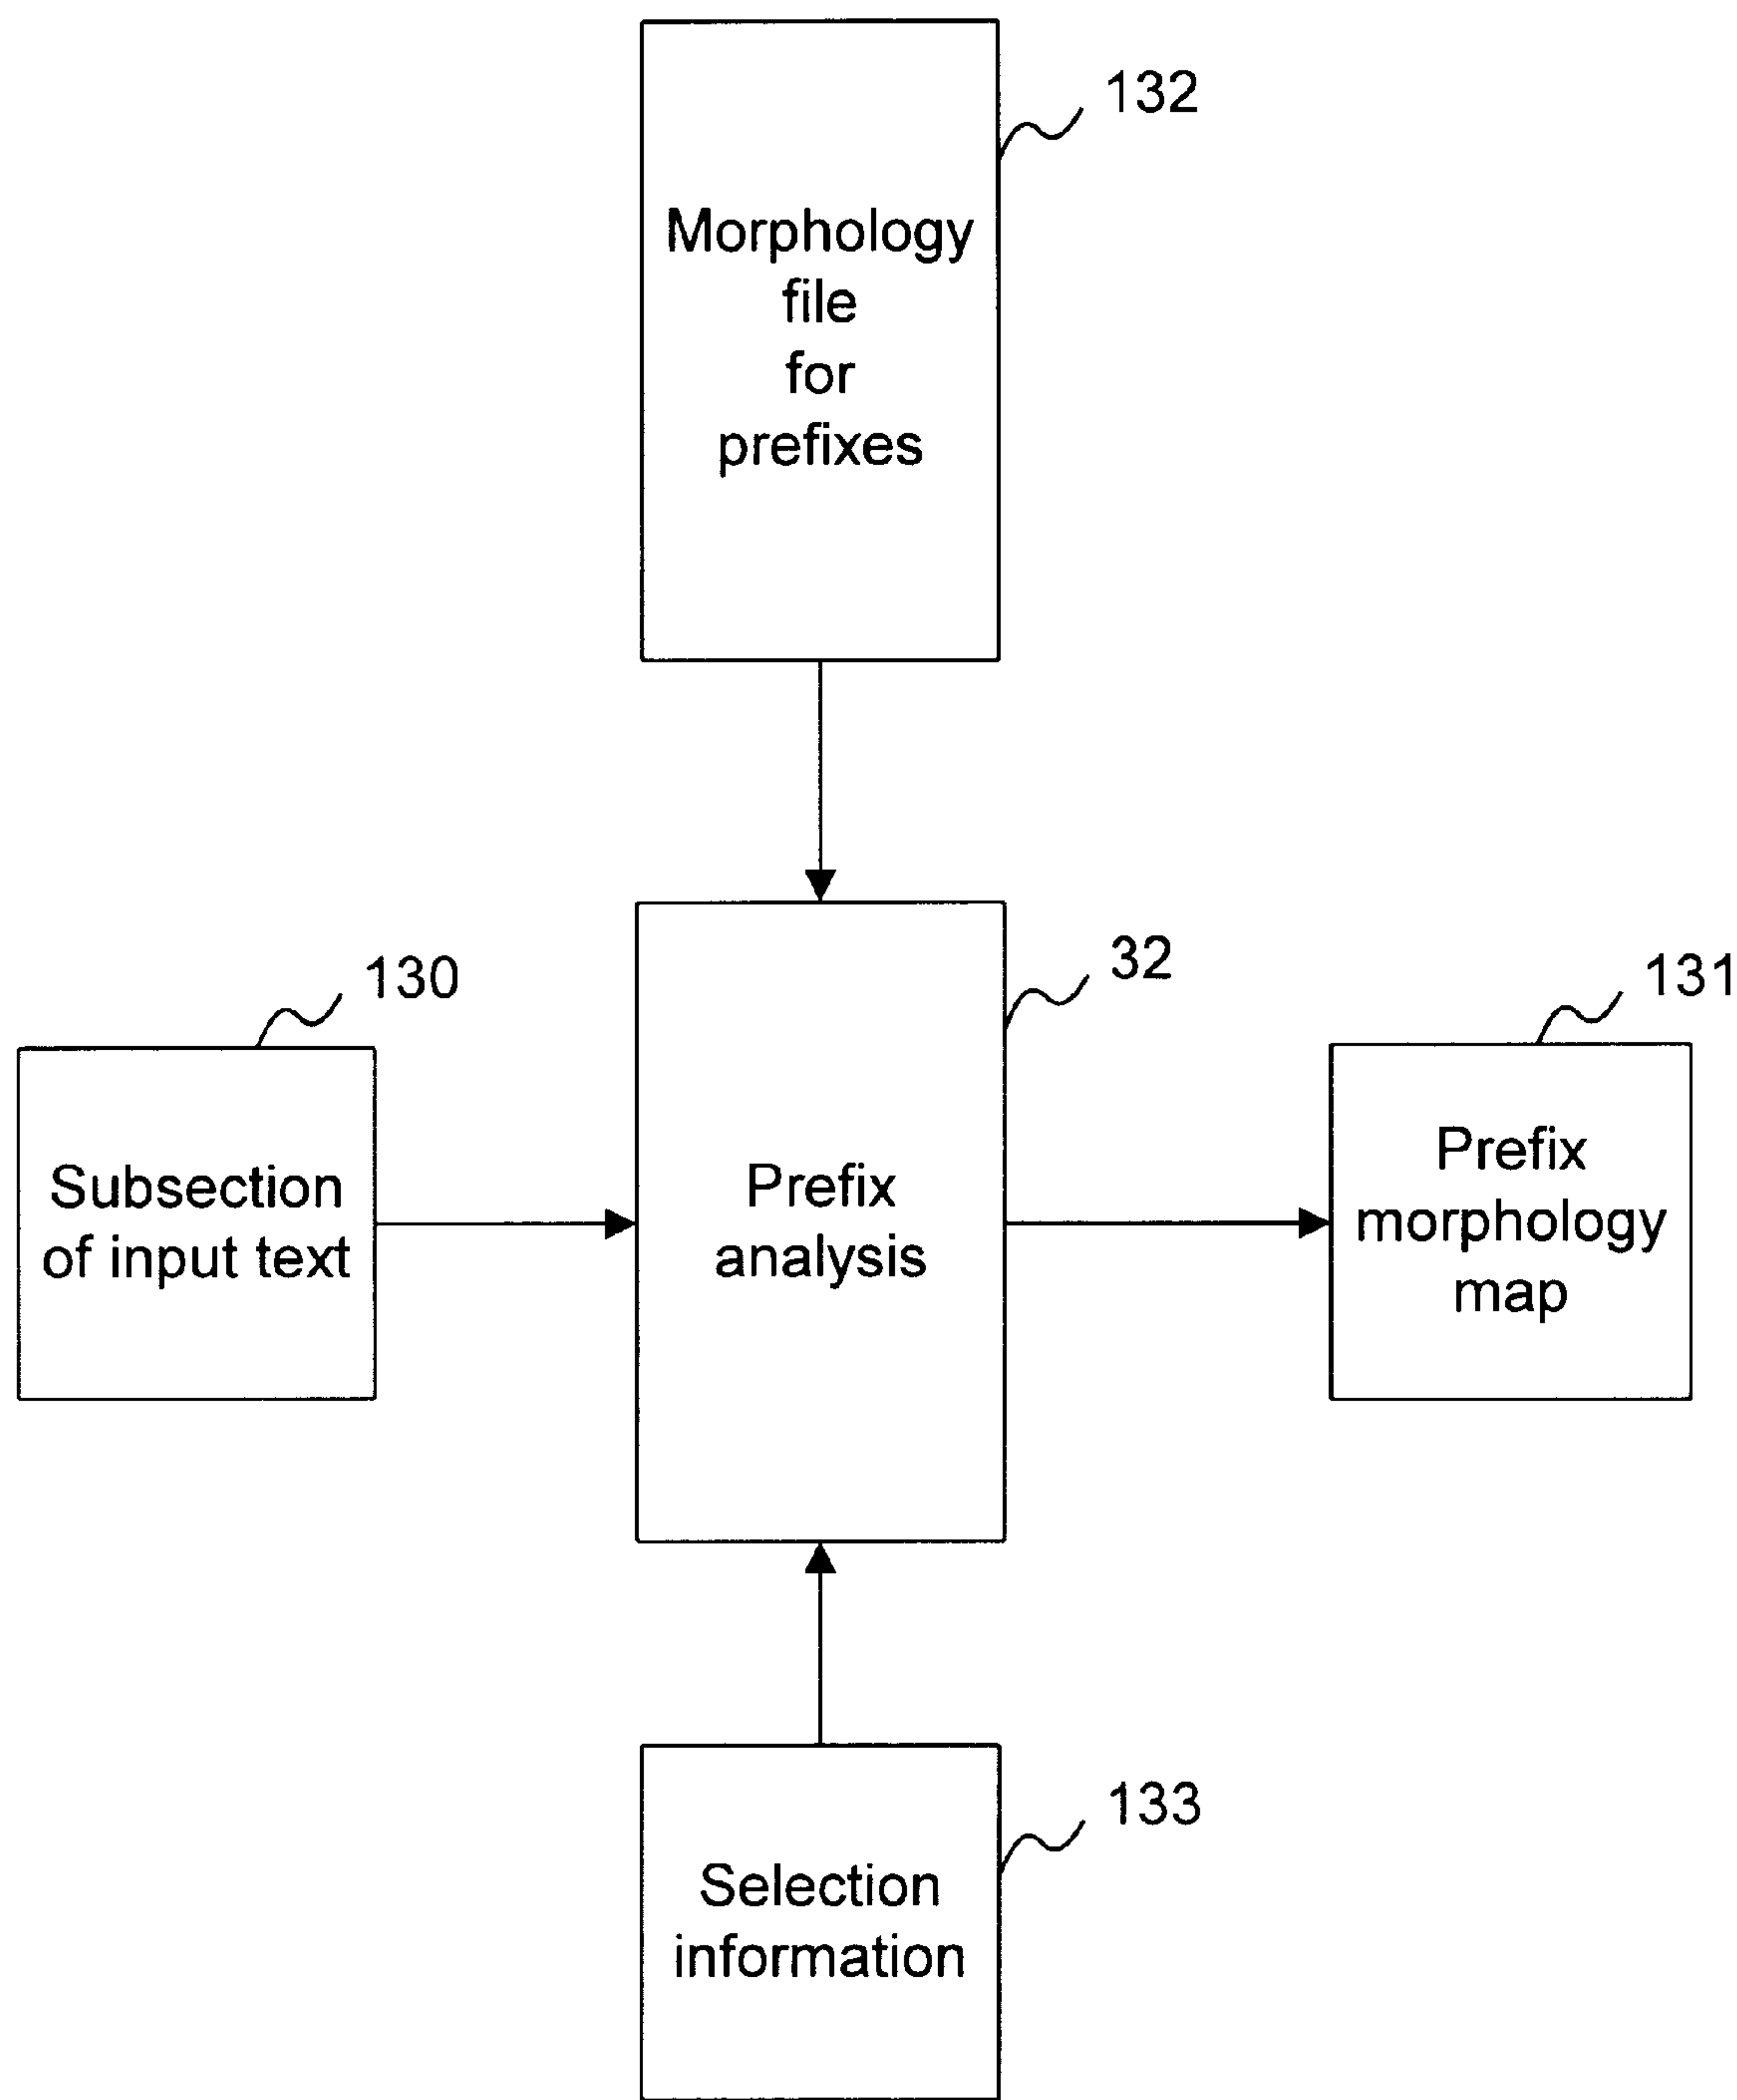 132
Morphology
file
for
prefixes
130
32
131
Subsection
of input text
Prefix
analysis
Prefix
morphology
map
133
Selection
information